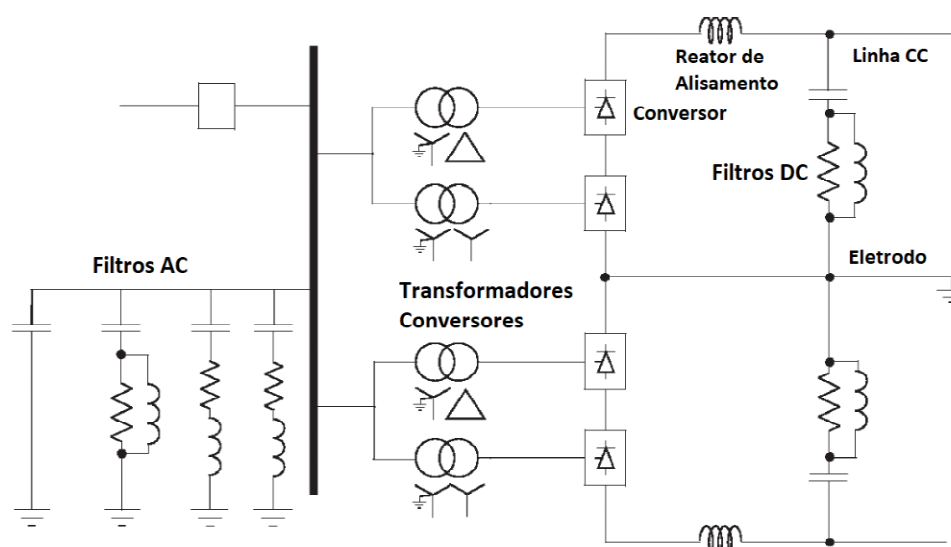 Reator de
Alisamento
Linha CC
Conversor
Filtros DC
Filtros AC
Eletrodo
Transformadores
Conversores